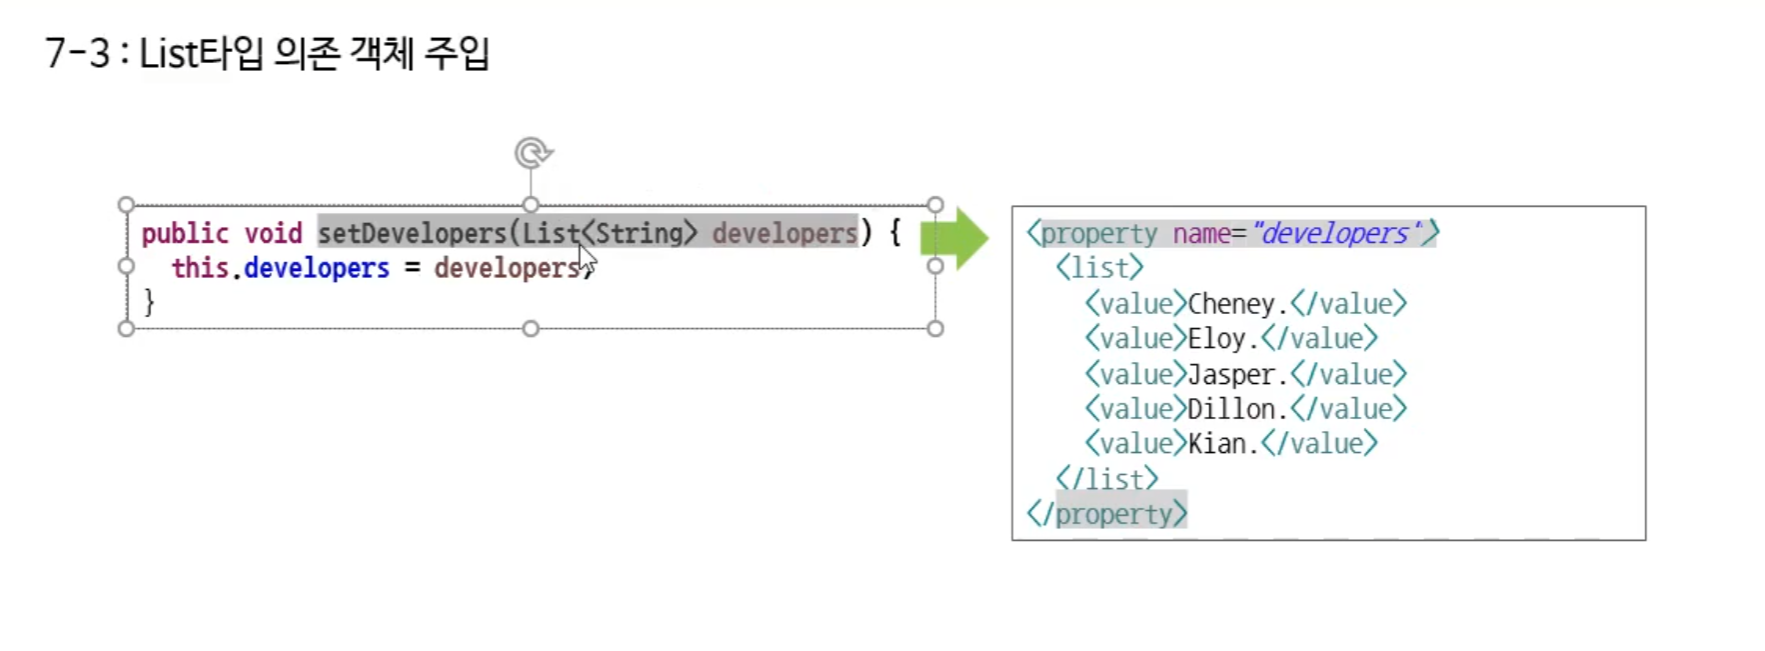 7-3 : List타입 의존 객체 주입
public void setDevelopers(List<String> developers) {
this.developers = developers;
}
<property name="developers">
<list>
<value>Cheney.</value>
<value>Eloy.</value>
<value>Jasper.</value>
<value>Dillon.</value>
<value>Kian.</value>
</list>
</property>